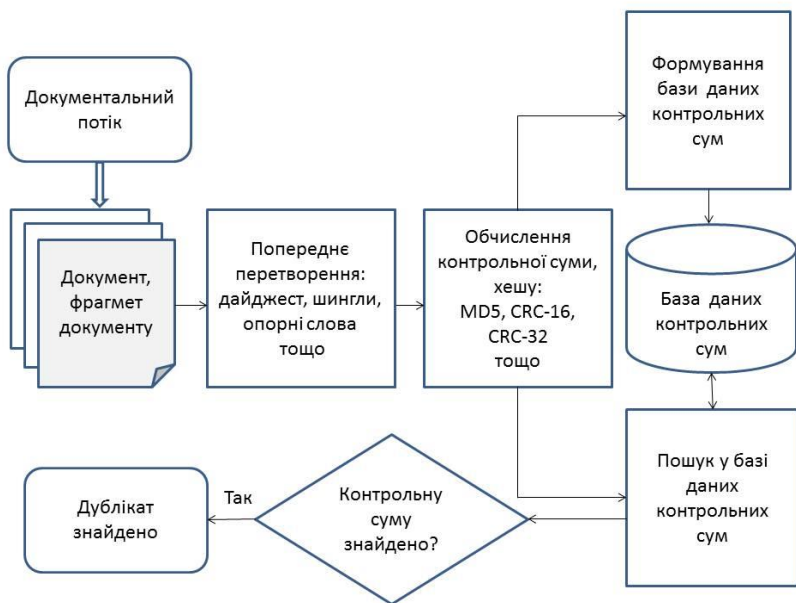 Документальний
потік
Документ,
фрагмет
документу
Попереднє
перетворення:
дайджест, шингли,
опорні слова
тощо
Обчислення
контрольної суми,
хешу:
MD5, CRC-16,
CRC-32
тощо
Формування
бази даних
контрольних
сум
База даних
контрольних
сум
Пошук у базі
даних
контрольних
сум
Контрольну
суму
знайдено?
Так
Дублікат
знайдено